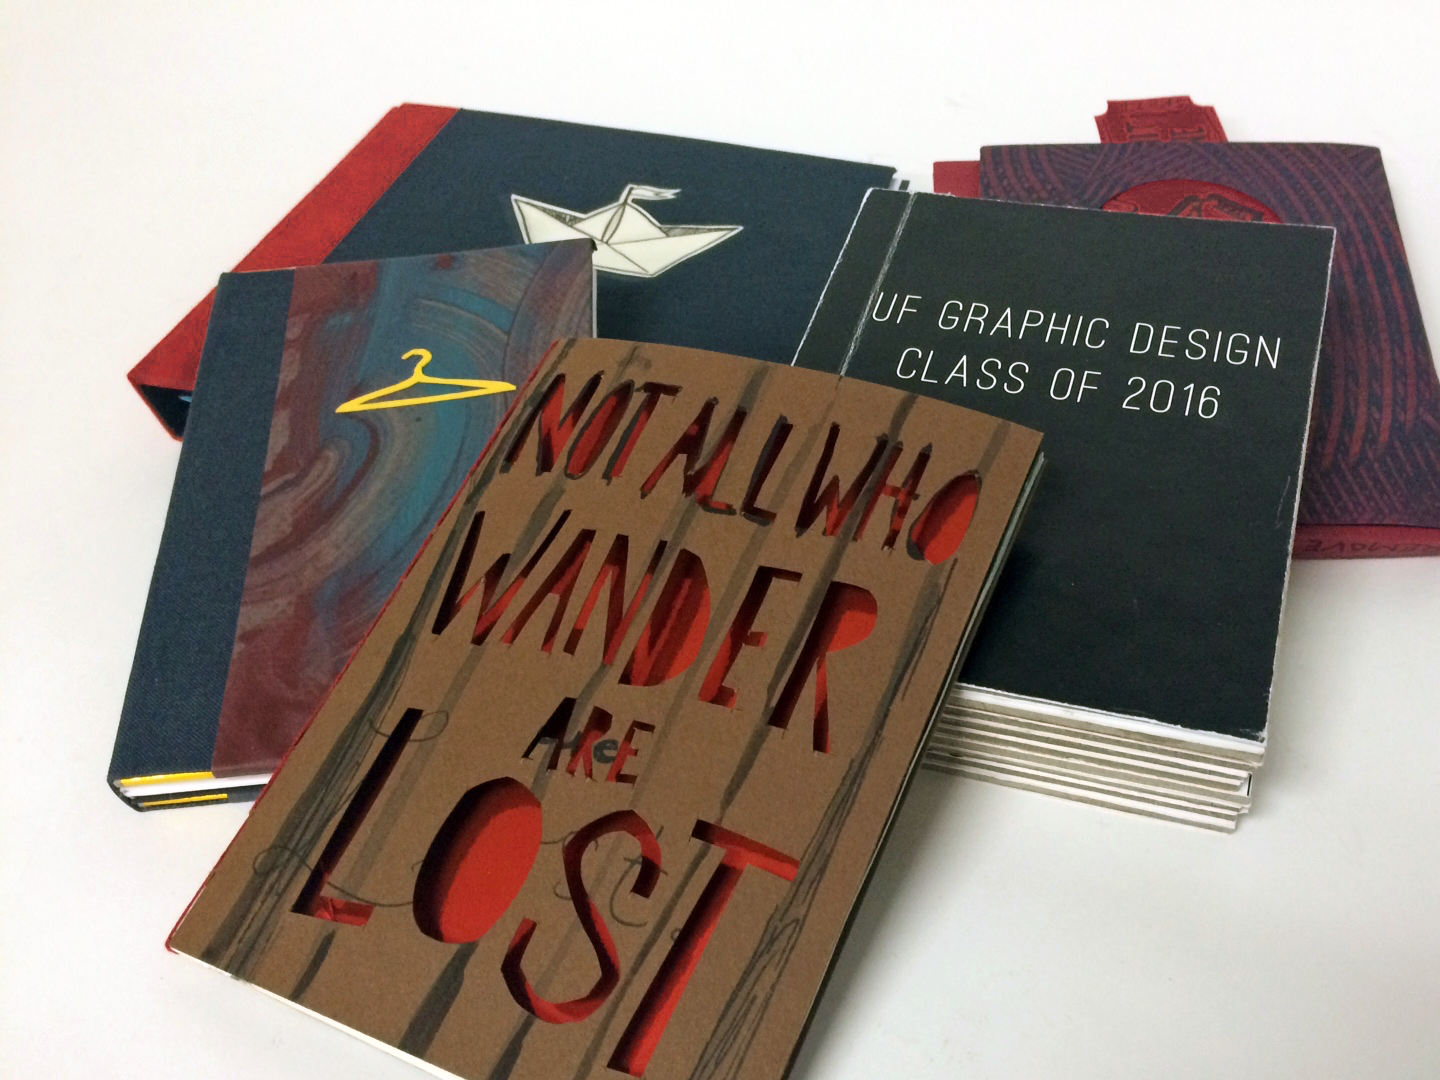 UF GRAPHIC DESIGN
CLASS OF 2016
NOT ALL WHO
WANDER
ARE
LOST